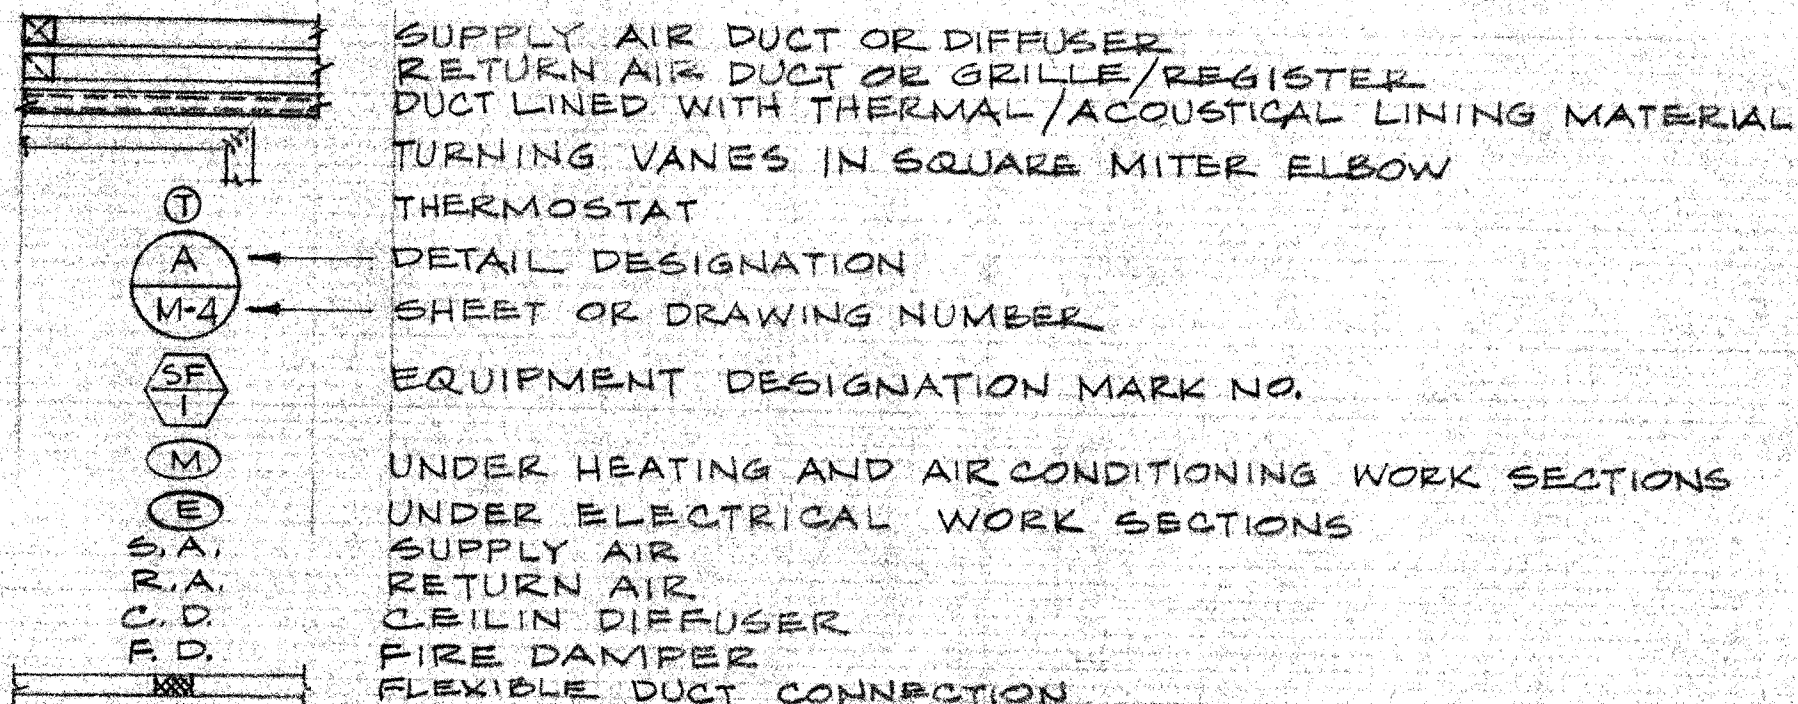 SUPPLY AIR DUCT OR DIFFUSER
RETURN AIR DUCT OR GRILLE/REGISTER
DUCT LINED WITH THERMAL/ACOUSTICAL LINING MATERIAL
TURNING VANES IN SQUARE MITER ELBOW
T THERMOSTAT
A DETAIL DESIGNATION
M-4 SHEET OR DRAWING NUMBER
SF
1 EQUIPMENT DESIGNATION MARK NO.
M UNDER HEATING AND AIR CONDITIONING WORK SECTIONS
E UNDER ELECTRICAL WORK SECTIONS
S.A. SUPPLY AIR
R.A. RETURN AIR
C.D. CEILIN DIFFUSER
F.D. FIRE DAMPER
FLEXIBLE DUCT CONNECTION